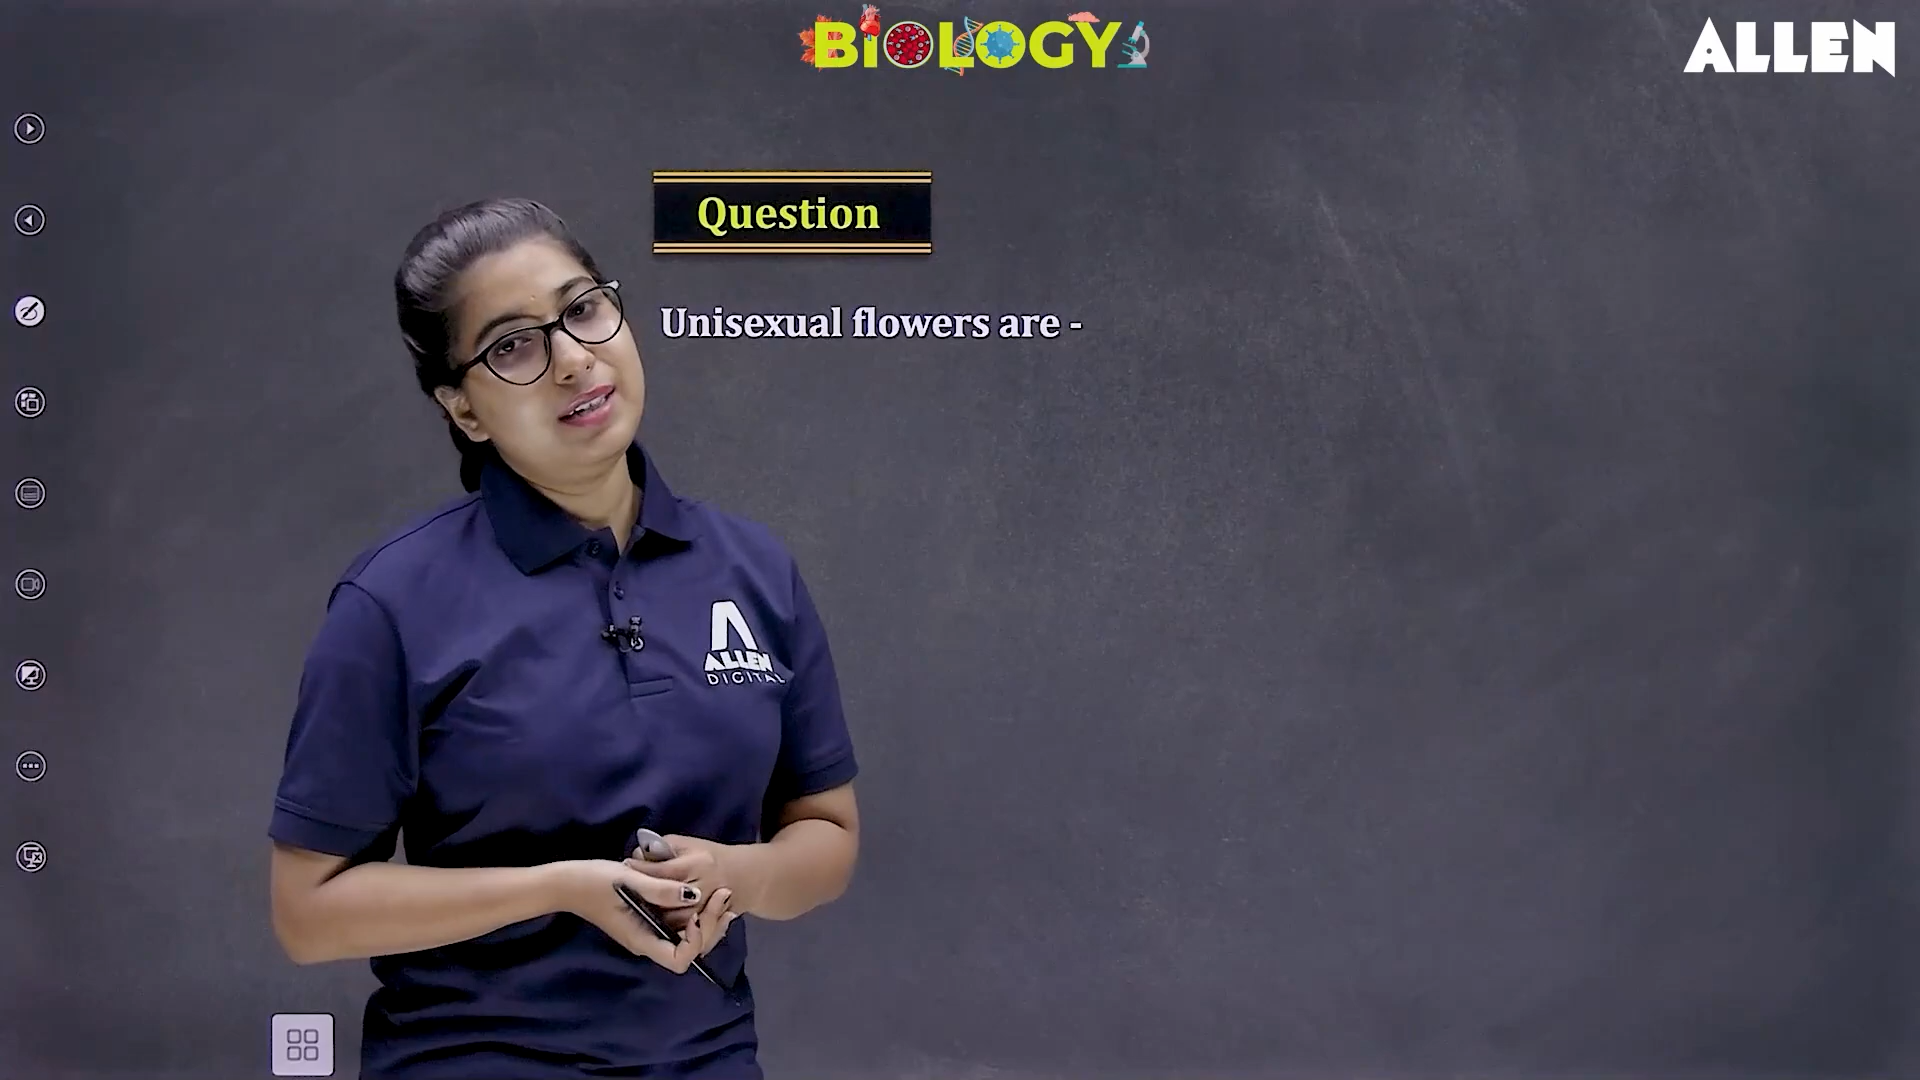 BIOLOGY
ALLEN
Question
Unisexual flowers are -
ALLEN
DIGITAL